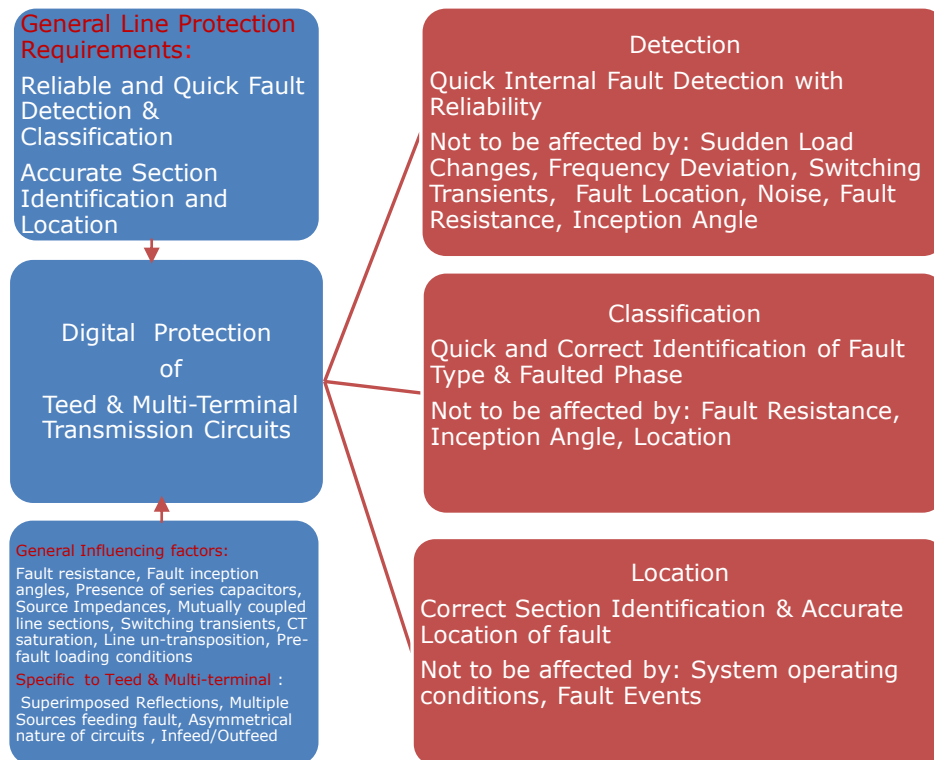 General Line Protection
Requirements:
Reliable and Quick Fault
Detection &
Classification
Accurate Section
Identification and
Location
Digital Protection
of
Teed & Multi-Terminal
Transmission Circuits
General Influencing factors:
Fault resistance, Fault inception
angles, Presence of series capacitors,
Source Impedances, Mutually coupled
line sections, Switching transients, CT
saturation, Line un-transposition, Pre-
fault loading conditions
Specific to Teed & Multi-terminal :
Superimposed Reflections, Multiple
Sources feeding fault, Asymmetrical
nature of circuits , Infeed/Outfeed
Detection
Quick Internal Fault Detection with
Reliability
Not to be affected by: Sudden Load
Changes, Frequency Deviation, Switching
Transients, Fault Location, Noise, Fault
Resistance, Inception Angle
Classification
Quick and Correct Identification of Fault
Type & Faulted Phase
Not to be affected by: Fault Resistance,
Inception Angle, Location
Location
Correct Section Identification & Accurate
Location of fault
Not to be affected by: System operating
conditions, Fault Events